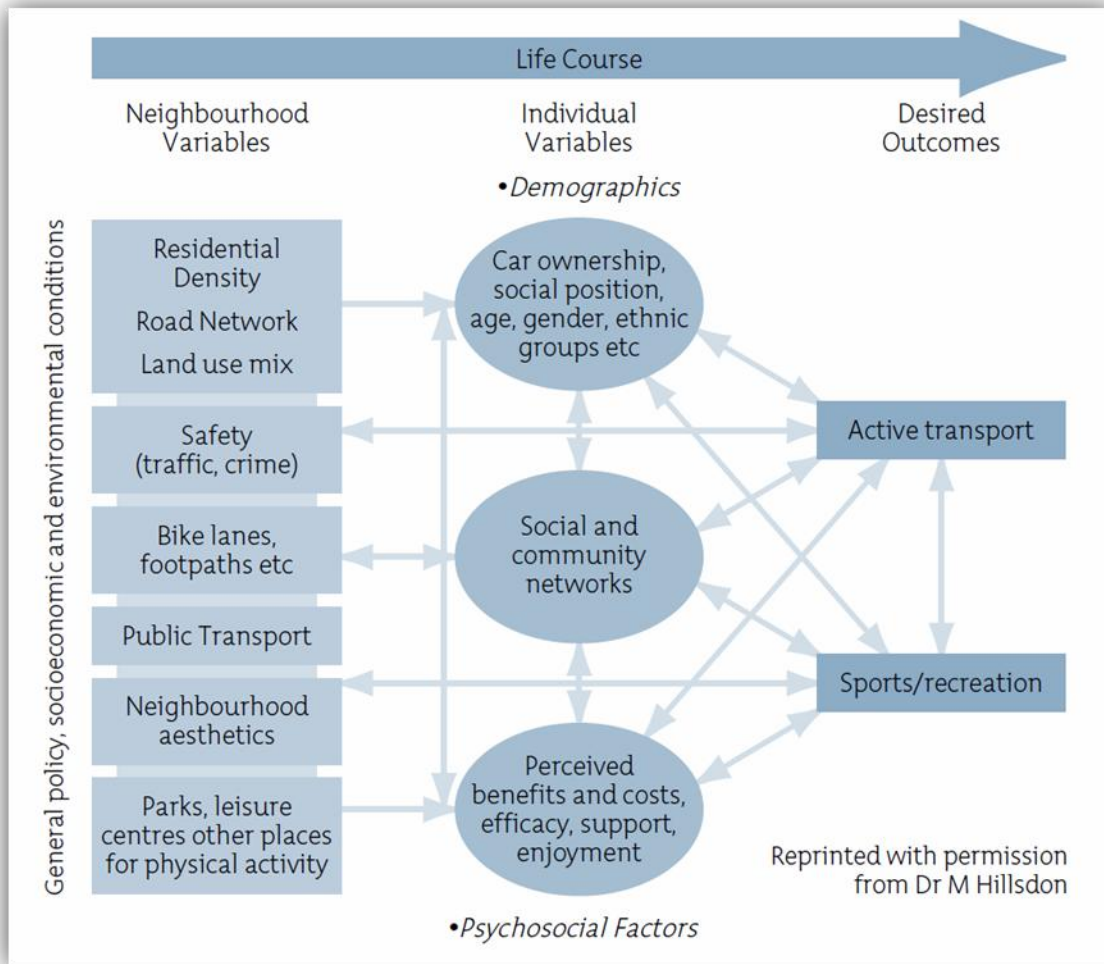 Life Course
Neighbourhood
Variables
Individual
Variables
Desired
Outcomes
•Demographics
General policy, socioeconomic and environmental conditions
Residential
Density
Road Network
Land use mix
Safety
(traffic, crime)
Bike lanes,
footpaths etc
Public Transport
Neighbourhood
aesthetics
Parks, leisure
centres other places
for physical activity
Car ownership,
social position,
age, gender, ethnic
groups etc
Social and
community
networks
Perceived
benefits and costs,
efficacy, support,
enjoyment
•Psychosocial Factors
Active transport
Sports/recreation
Reprinted with permission
from Dr M Hillsdon